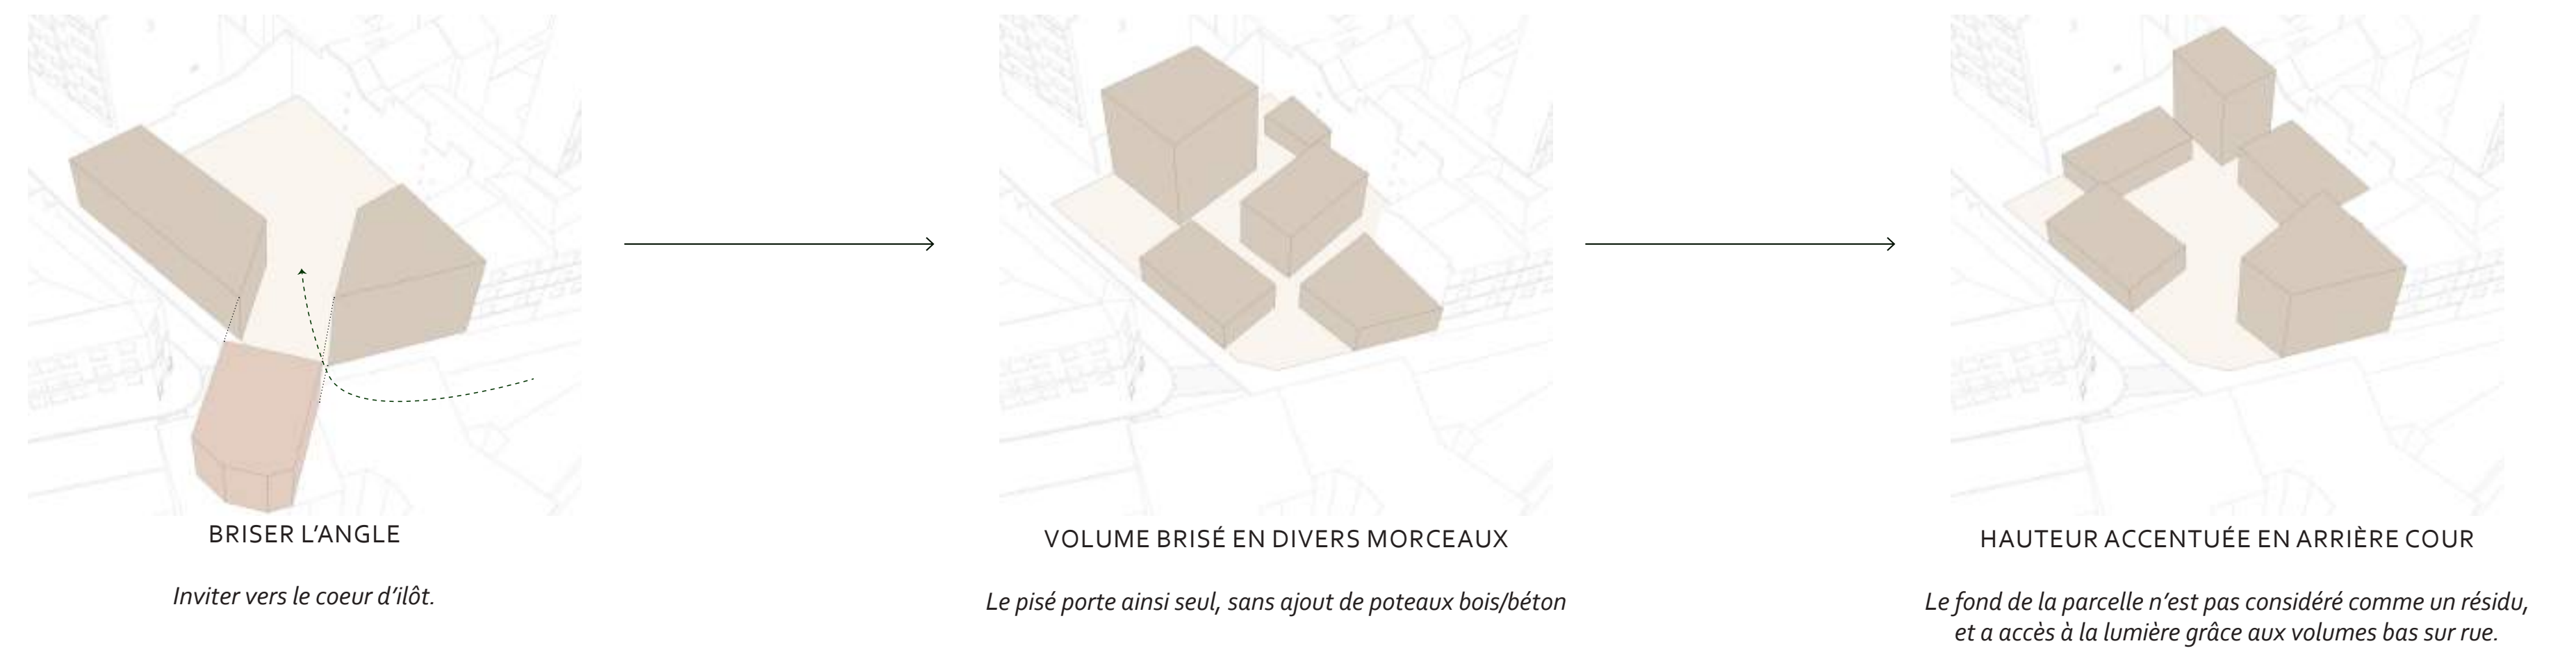 BRISER L’ANGLE
Inviter vers le coeur d’ilôt.
VOLUME BRISÉ EN DIVERS MORCEAUX
Le pisé porte ainsi seul, sans ajout de poteaux bois/béton
HAUTEUR ACCENTUÉE EN ARRIÈRE COUR
Le fond de la parcelle n’est pas considéré comme un résidu,
et a accès à la lumière grâce aux volumes bas sur rue.